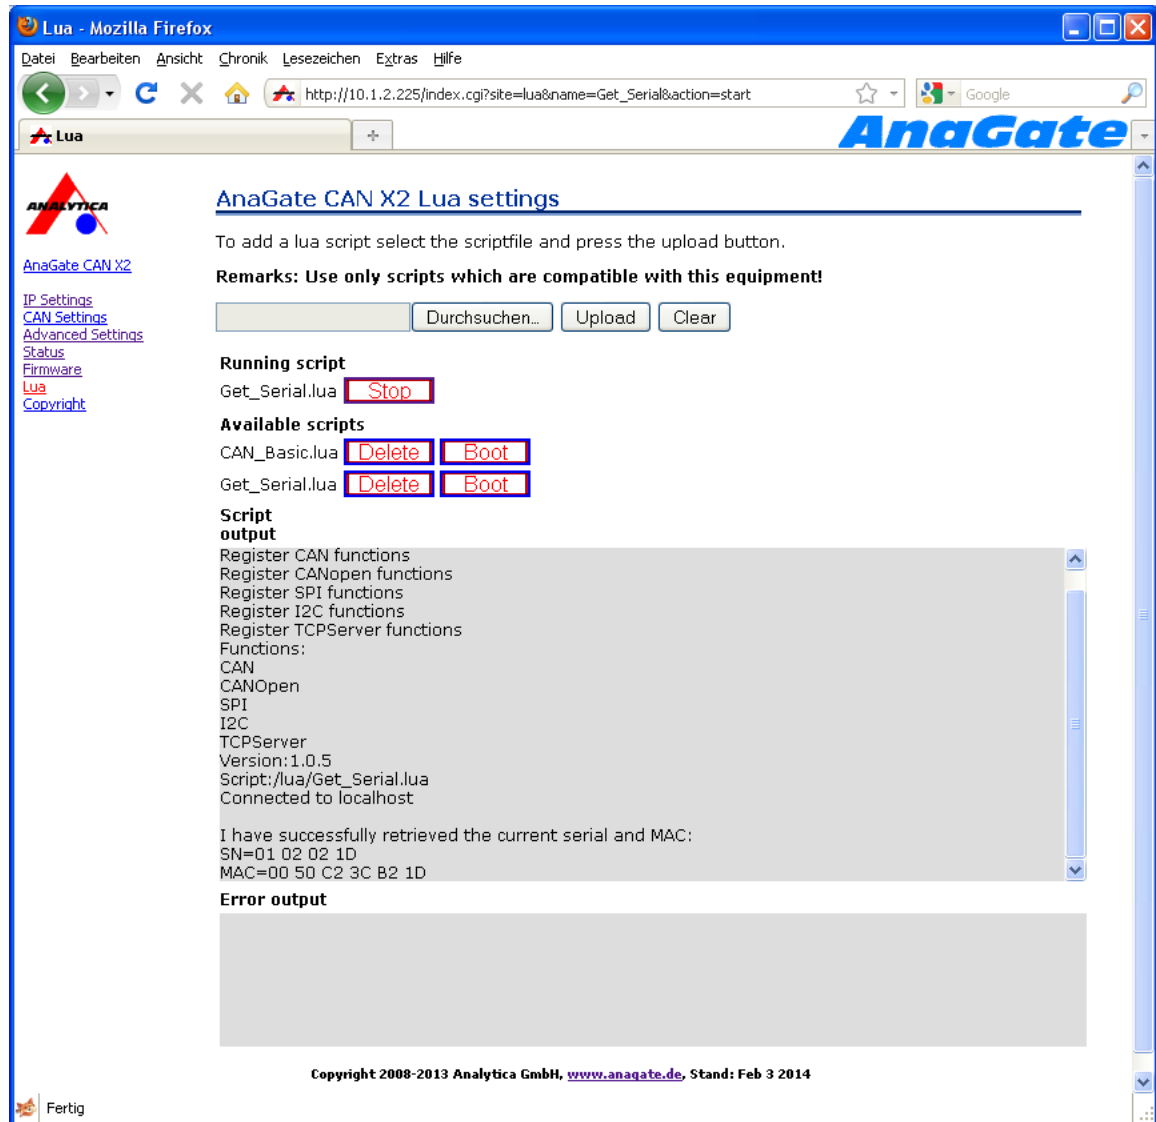 Lua - Mozilla Firefox
Datei Bearbeiten Ansicht Chronik Lesezeichen Extras Hilfe
http://10.1.2.225/index.cgi?site=lua&name=Get_Serial&action=start
Google
Lua
AnaGate
ANALYTICA
AnaGate CAN X2
IP Settings
CAN Settings
Advanced Settings
Status
Firmware
Lua
Copyright
AnaGate CAN X2 Lua settings
To add a lua script select the scriptfile and press the upload button.
Remarks: Use only scripts which are compatible with this equipment!
Durchsuchen... Upload Clear
Running script
Get_Serial.lua Stop
Available scripts
CAN_Basic.lua Delete Boot
Get_Serial.lua Delete Boot
Script
output
Register CAN functions
Register CANopen functions
Register SPI functions
Register I2C functions
Register TCPServer functions
Functions:
CAN
CANOpen
SPI
I2C
TCPServer
Version:1.0.5
Script:/lua/Get_Serial.lua
Connected to localhost
I have successfully retrieved the current serial and MAC:
SN=01 02 02 1D
MAC=00 50 C2 3C B2 1D
Error output
Copyright 2008-2013 Analytica GmbH, www.anagate.de, Stand: Feb 3 2014
Fertig